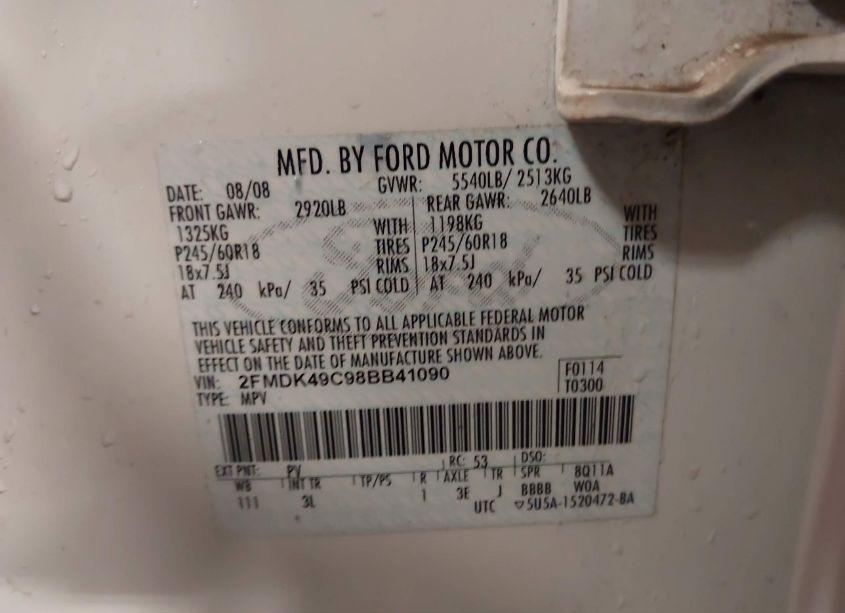 MFD. BY FORD MOTOR CO.
DATE: 08/08 GVWR: 5540LB/ 2513KG
FRONT GAWR: 2920LB REAR GAWR: 2640LB
1325KG WITH 1198KG WITH
P245/60R18 TIRES P245/60R18 TIRES
18x7.5J RIMS 18x7.5J RIMS
AT 240 kPa/ 35 PSI COLD AT 240 kPa/ 35 PSI COLD
THIS VEHICLE CONFORMS TO ALL APPLICABLE FEDERAL MOTOR
VEHICLE SAFETY AND THEFT PREVENTION STANDARDS IN
EFFECT ON THE DATE OF MANUFACTURE SHOWN ABOVE.
VIN: 2FMDK49C98BB41090 F0114
TYPE: MPV T0300
EXT PNT: PV RC: 53 DSO:
WB INT TR TP/PS R AXLE TR SPR 8Q11A
111 3L 1 3E J BBBB WOA
UTC ▽5U5A-1520472-BA
Ford